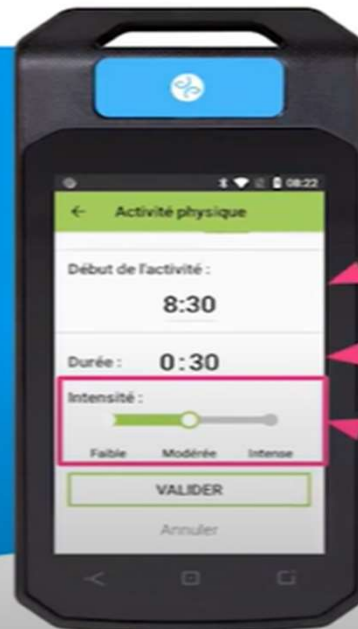 08:22
Activité physique
Début de l'activité :
8:30
Durée : 0:30
Intensité :
Faible Modérée Intense
VALIDER
Annuler